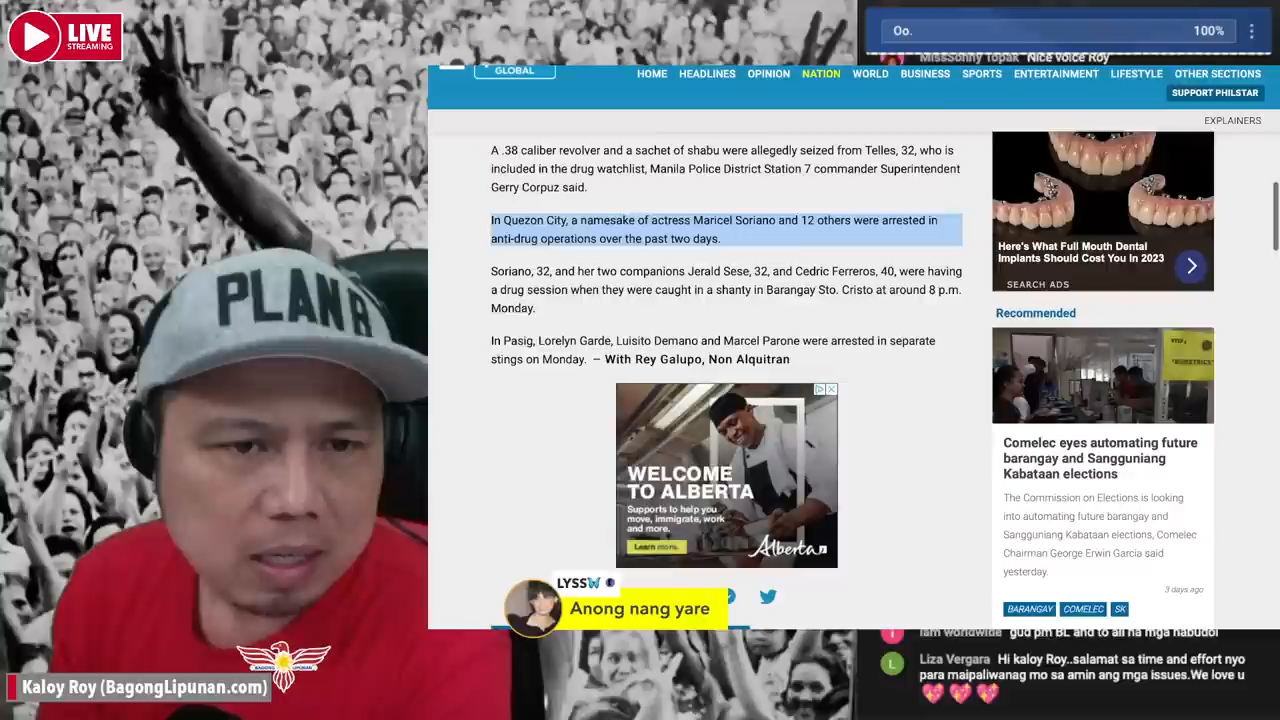 LIVE
STREAMING
Oo. 100%
MissSonny Topak Nice voice Roy
GLOBAL
HOME HEADLINES OPINION NATION WORLD BUSINESS SPORTS ENTERTAINMENT LIFESTYLE OTHER SECTIONS
SUPPORT PHILSTAR
EXPLAINERS
A .38 caliber revolver and a sachet of shabu were allegedly seized from Telles, 32, who is
included in the drug watchlist, Manila Police District Station 7 commander Superintendent
Gerry Corpuz said.
In Quezon City, a namesake of actress Maricel Soriano and 12 others were arrested in
anti-drug operations over the past two days.
Soriano, 32, and her two companions Jerald Sese, 32, and Cedric Ferreros, 40, were having
a drug session when they were caught in a shanty in Barangay Sto. Cristo at around 8 p.m.
Monday.
In Pasig, Lorelyn Garde, Luisito Demano and Marcel Parone were arrested in separate
stings on Monday. – With Rey Galupo, Non Alquitran
WELCOME
TO ALBERTA
Supports to help you
move, immigrate, work
and more.
Learn more.
Alberta
Here's What Full Mouth Dental
Implants Should Cost You In 2023
SEARCH ADS
Recommended
Comelec eyes automating future
barangay and Sangguniang
Kabataan elections
The Commission on Elections is looking
into automating future barangay and
Sangguniang Kabataan elections, Comelec
Chairman George Erwin Garcia said
yesterday.
3 days ago
BARANGAY COMELEC SK
PLAN B
LYSS
Anong nang yare
BAGONG LIPUNAN
Kaloy Roy (BagongLipunan.com)
iam worldwide gud pm BL and to all na mga nabudol
L
Liza Vergara Hi kaloy Roy..salamat sa time and effort nyo
para maipaliwanag mo sa amin ang mga issues.We love u